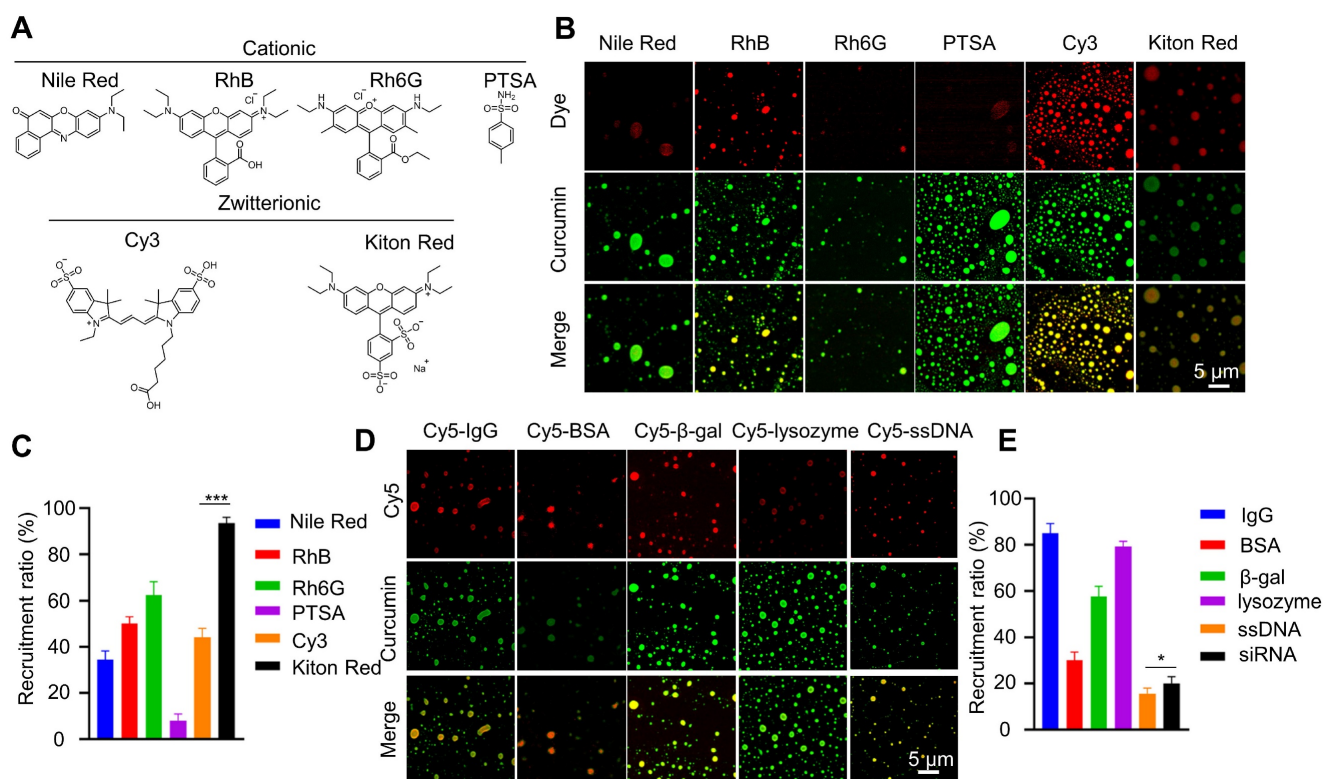 A
Cationic
Nile Red RhB Rh6G PTSA
O O N N
N O N+ Cl−
O OH
HN O+ NH Cl−
O O
NH2
O=S=O
Zwitterionic
Cy3 Kiton Red
O− O=S=O OH O=S=O
N+ N
O OH
N O N+
O S O− O
O=S=O O− Na+
B
Nile Red RhB Rh6G PTSA Cy3 Kiton Red
Dye
Curcumin
Merge
5 µm
C
Recruitment ratio (%)
100
80
60
40
20
0
***
Nile Red
RhB
Rh6G
PTSA
Cy3
Kiton Red
D
Cy5-IgG Cy5-BSA Cy5-β-gal Cy5-lysozyme Cy5-ssDNA
Cy5
Curcumin
Merge
5 µm
E
Recruitment ratio (%)
100
80
60
40
20
0
*
IgG
BSA
β-gal
lysozyme
ssDNA
siRNA